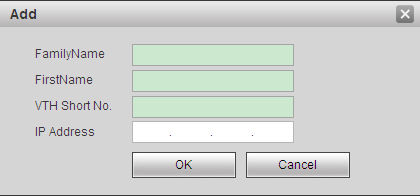 Add
FamilyName
FirstName
VTH Short No.
IP Address . . .
OK Cancel